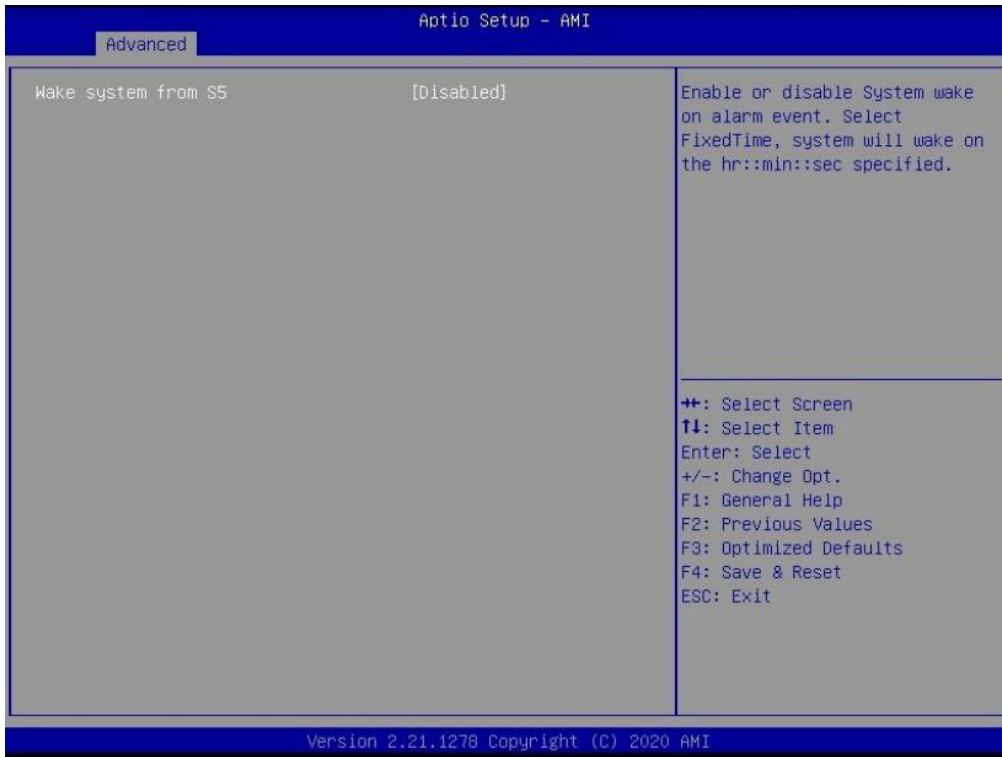 Aptio Setup - AMI
Advanced
Wake system from S5 [Disabled]
Enable or disable System wake
on alarm event. Select
FixedTime, system will wake on
the hr::min::sec specified.
→←: Select Screen
↑↓: Select Item
Enter: Select
+/-: Change Opt.
F1: General Help
F2: Previous Values
F3: Optimized Defaults
F4: Save & Reset
ESC: Exit
Version 2.21.1278 Copyright (C) 2020 AMI